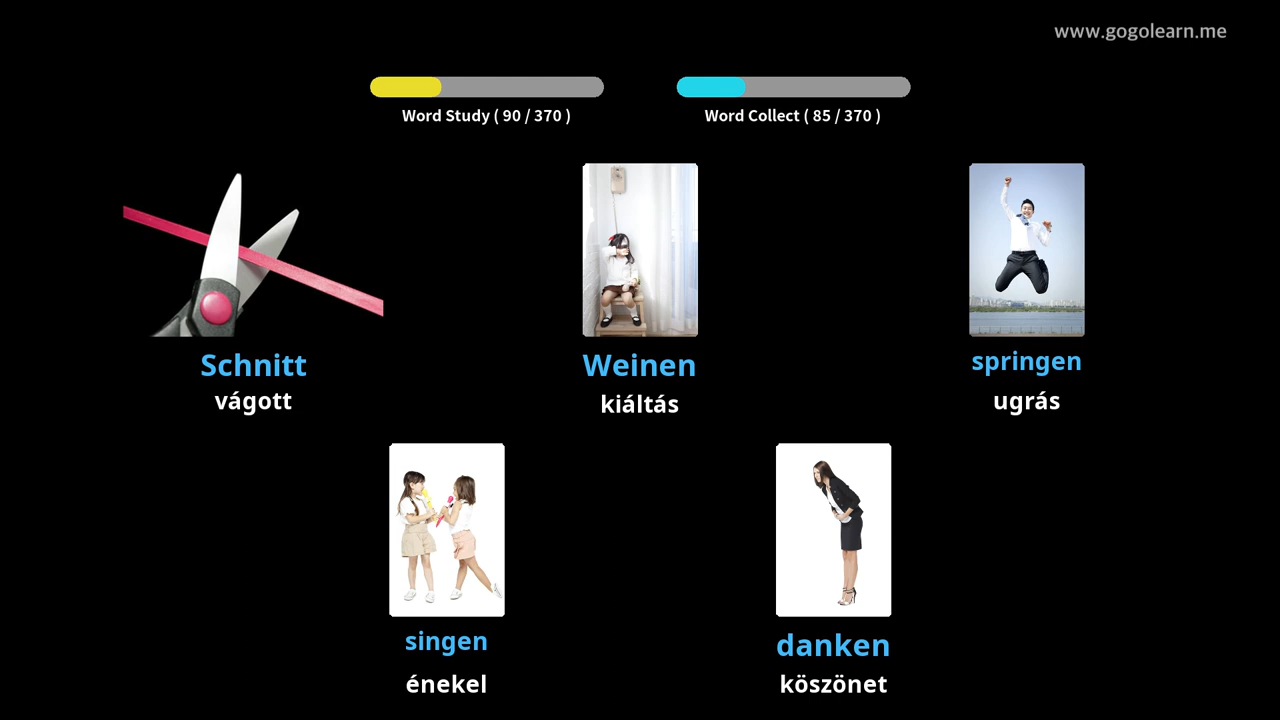 www.gogolearn.me
Word Study ( 90 / 370 )
Word Collect ( 85 / 370 )
Schnitt
vágott
Weinen
kiáltás
springen
ugrás
singen
énekel
danken
köszönet